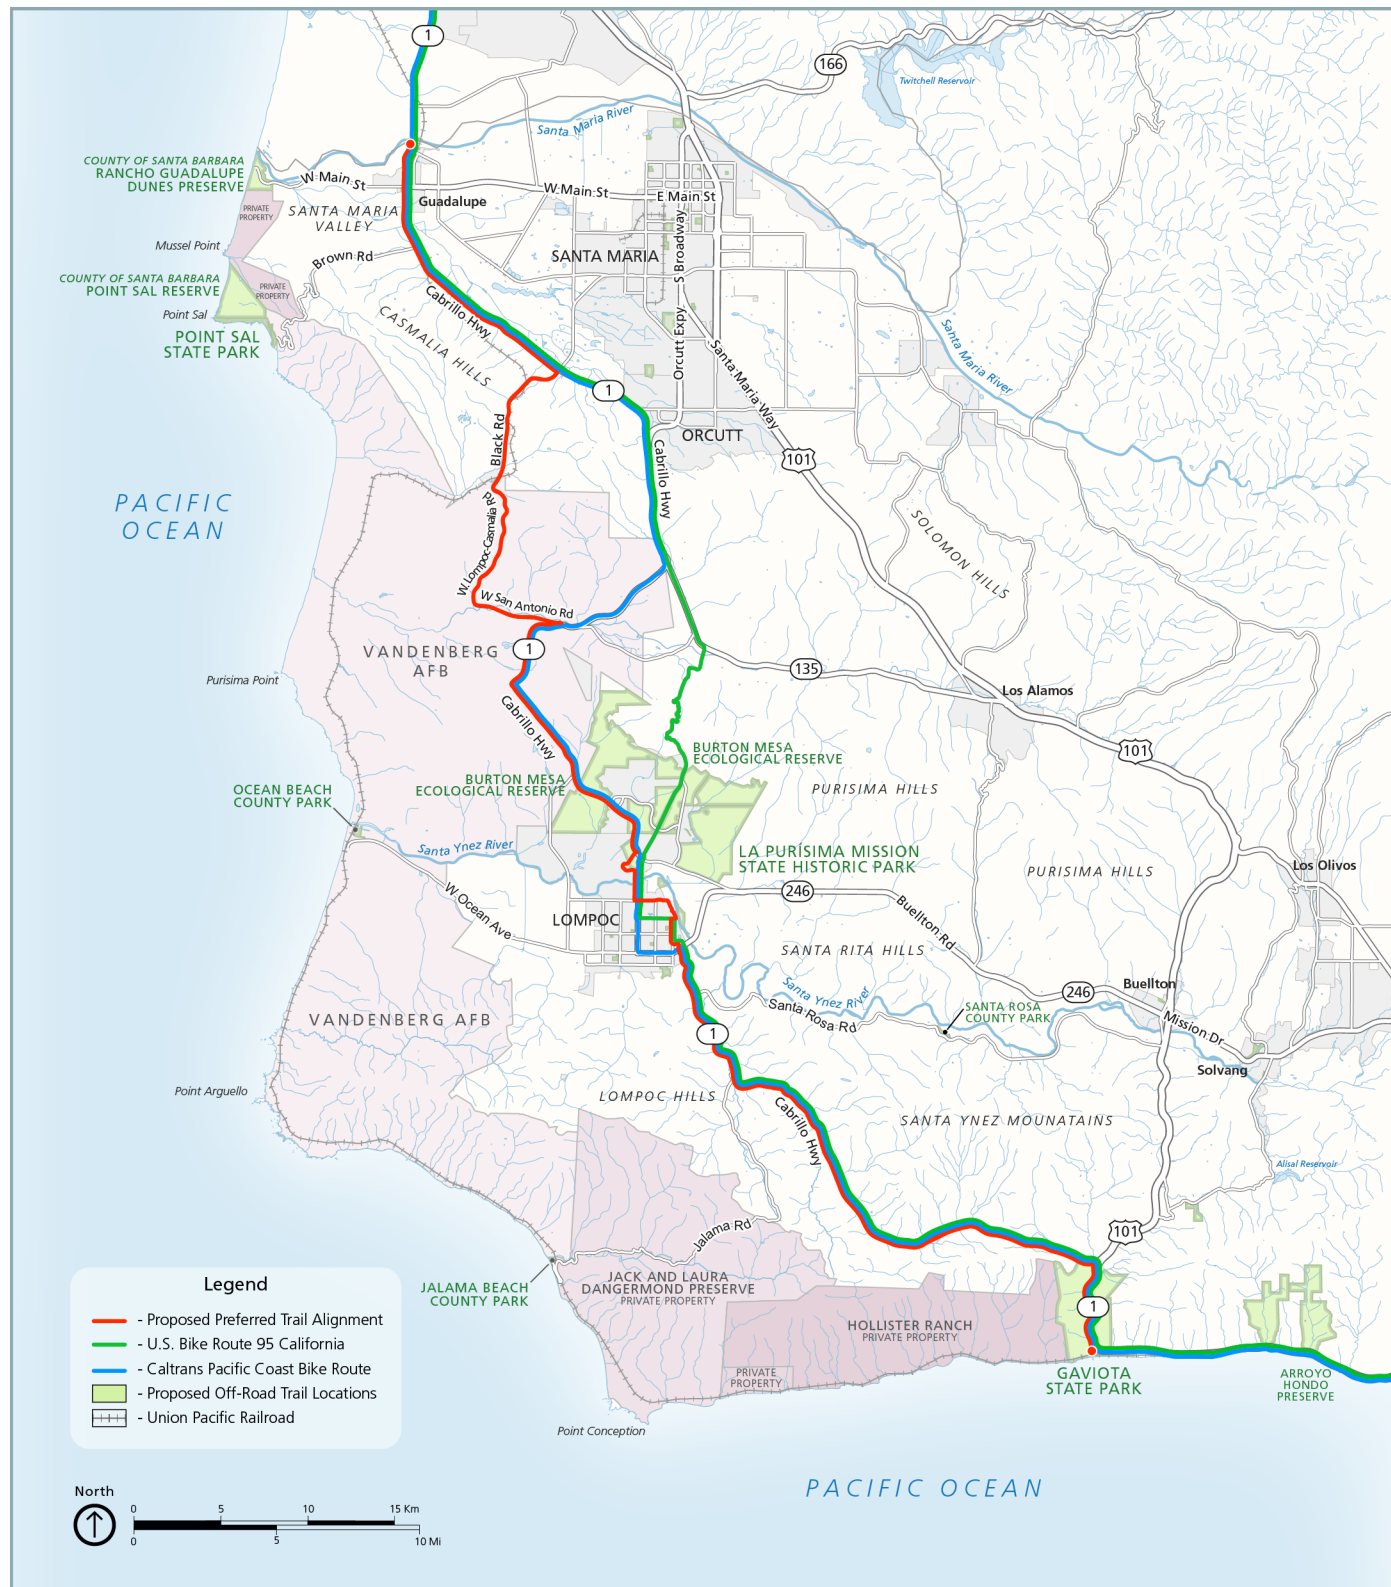 1
166
Twitchell Reservoir
Santa Maria River
COUNTY OF SANTA BARBARA
RANCHO GUADALUPE
DUNES PRESERVE
W Main St
W Main St
E Main St
Guadalupe
PRIVATE
PROPERTY
SANTA MARIA
VALLEY
Mussel Point
Brown Rd
SANTA MARIA
S Broadway
COUNTY OF SANTA BARBARA
POINT SAL RESERVE
PRIVATE
PROPERTY
Point Sal
Cabrillo Hwy
CASMALIA HILLS
POINT SAL
STATE PARK
Orcutt Expy
Santa Maria Way
Santa Maria River
1
Black Rd
ORCUTT
101
Cabrillo Hwy
PACIFIC
OCEAN
W Lompoc-Casmalia Rd
SOLOMON HILLS
W San Antonio Rd
1
VANDENBERG
AFB
135
Purisima Point
Los Alamos
Cabrillo Hwy
101
BURTON MESA
ECOLOGICAL RESERVE
BURTON MESA
ECOLOGICAL RESERVE
PURISIMA HILLS
OCEAN BEACH
COUNTY PARK
Santa Ynez River
LA PURÍSIMA MISSION
STATE HISTORIC PARK
PURISIMA HILLS
Los Olivos
246
W Ocean Ave
LOMPOC
Buellton Rd
SANTA RITA HILLS
Santa Ynez River
246
Buellton
Santa Rosa Rd
SANTA ROSA
COUNTY PARK
Mission Dr
VANDENBERG AFB
1
Solvang
Point Arguello
LOMPOC HILLS
Cabrillo Hwy
SANTA YNEZ MOUNATAINS
Alisal Reservoir
Jalama Rd
101
JALAMA BEACH
COUNTY PARK
JACK AND LAURA
DANGERMOND PRESERVE
PRIVATE PROPERTY
1
HOLLISTER RANCH
PRIVATE PROPERTY
PRIVATE
PROPERTY
GAVIOTA
STATE PARK
ARROYO
HONDO
PRESERVE
Point Conception
PACIFIC OCEAN
Legend
- Proposed Preferred Trail Alignment
- U.S. Bike Route 95 California
- Caltrans Pacific Coast Bike Route
- Proposed Off-Road Trail Locations
- Union Pacific Railroad
North
0 5 10 15 Km
0 5 10 Mi